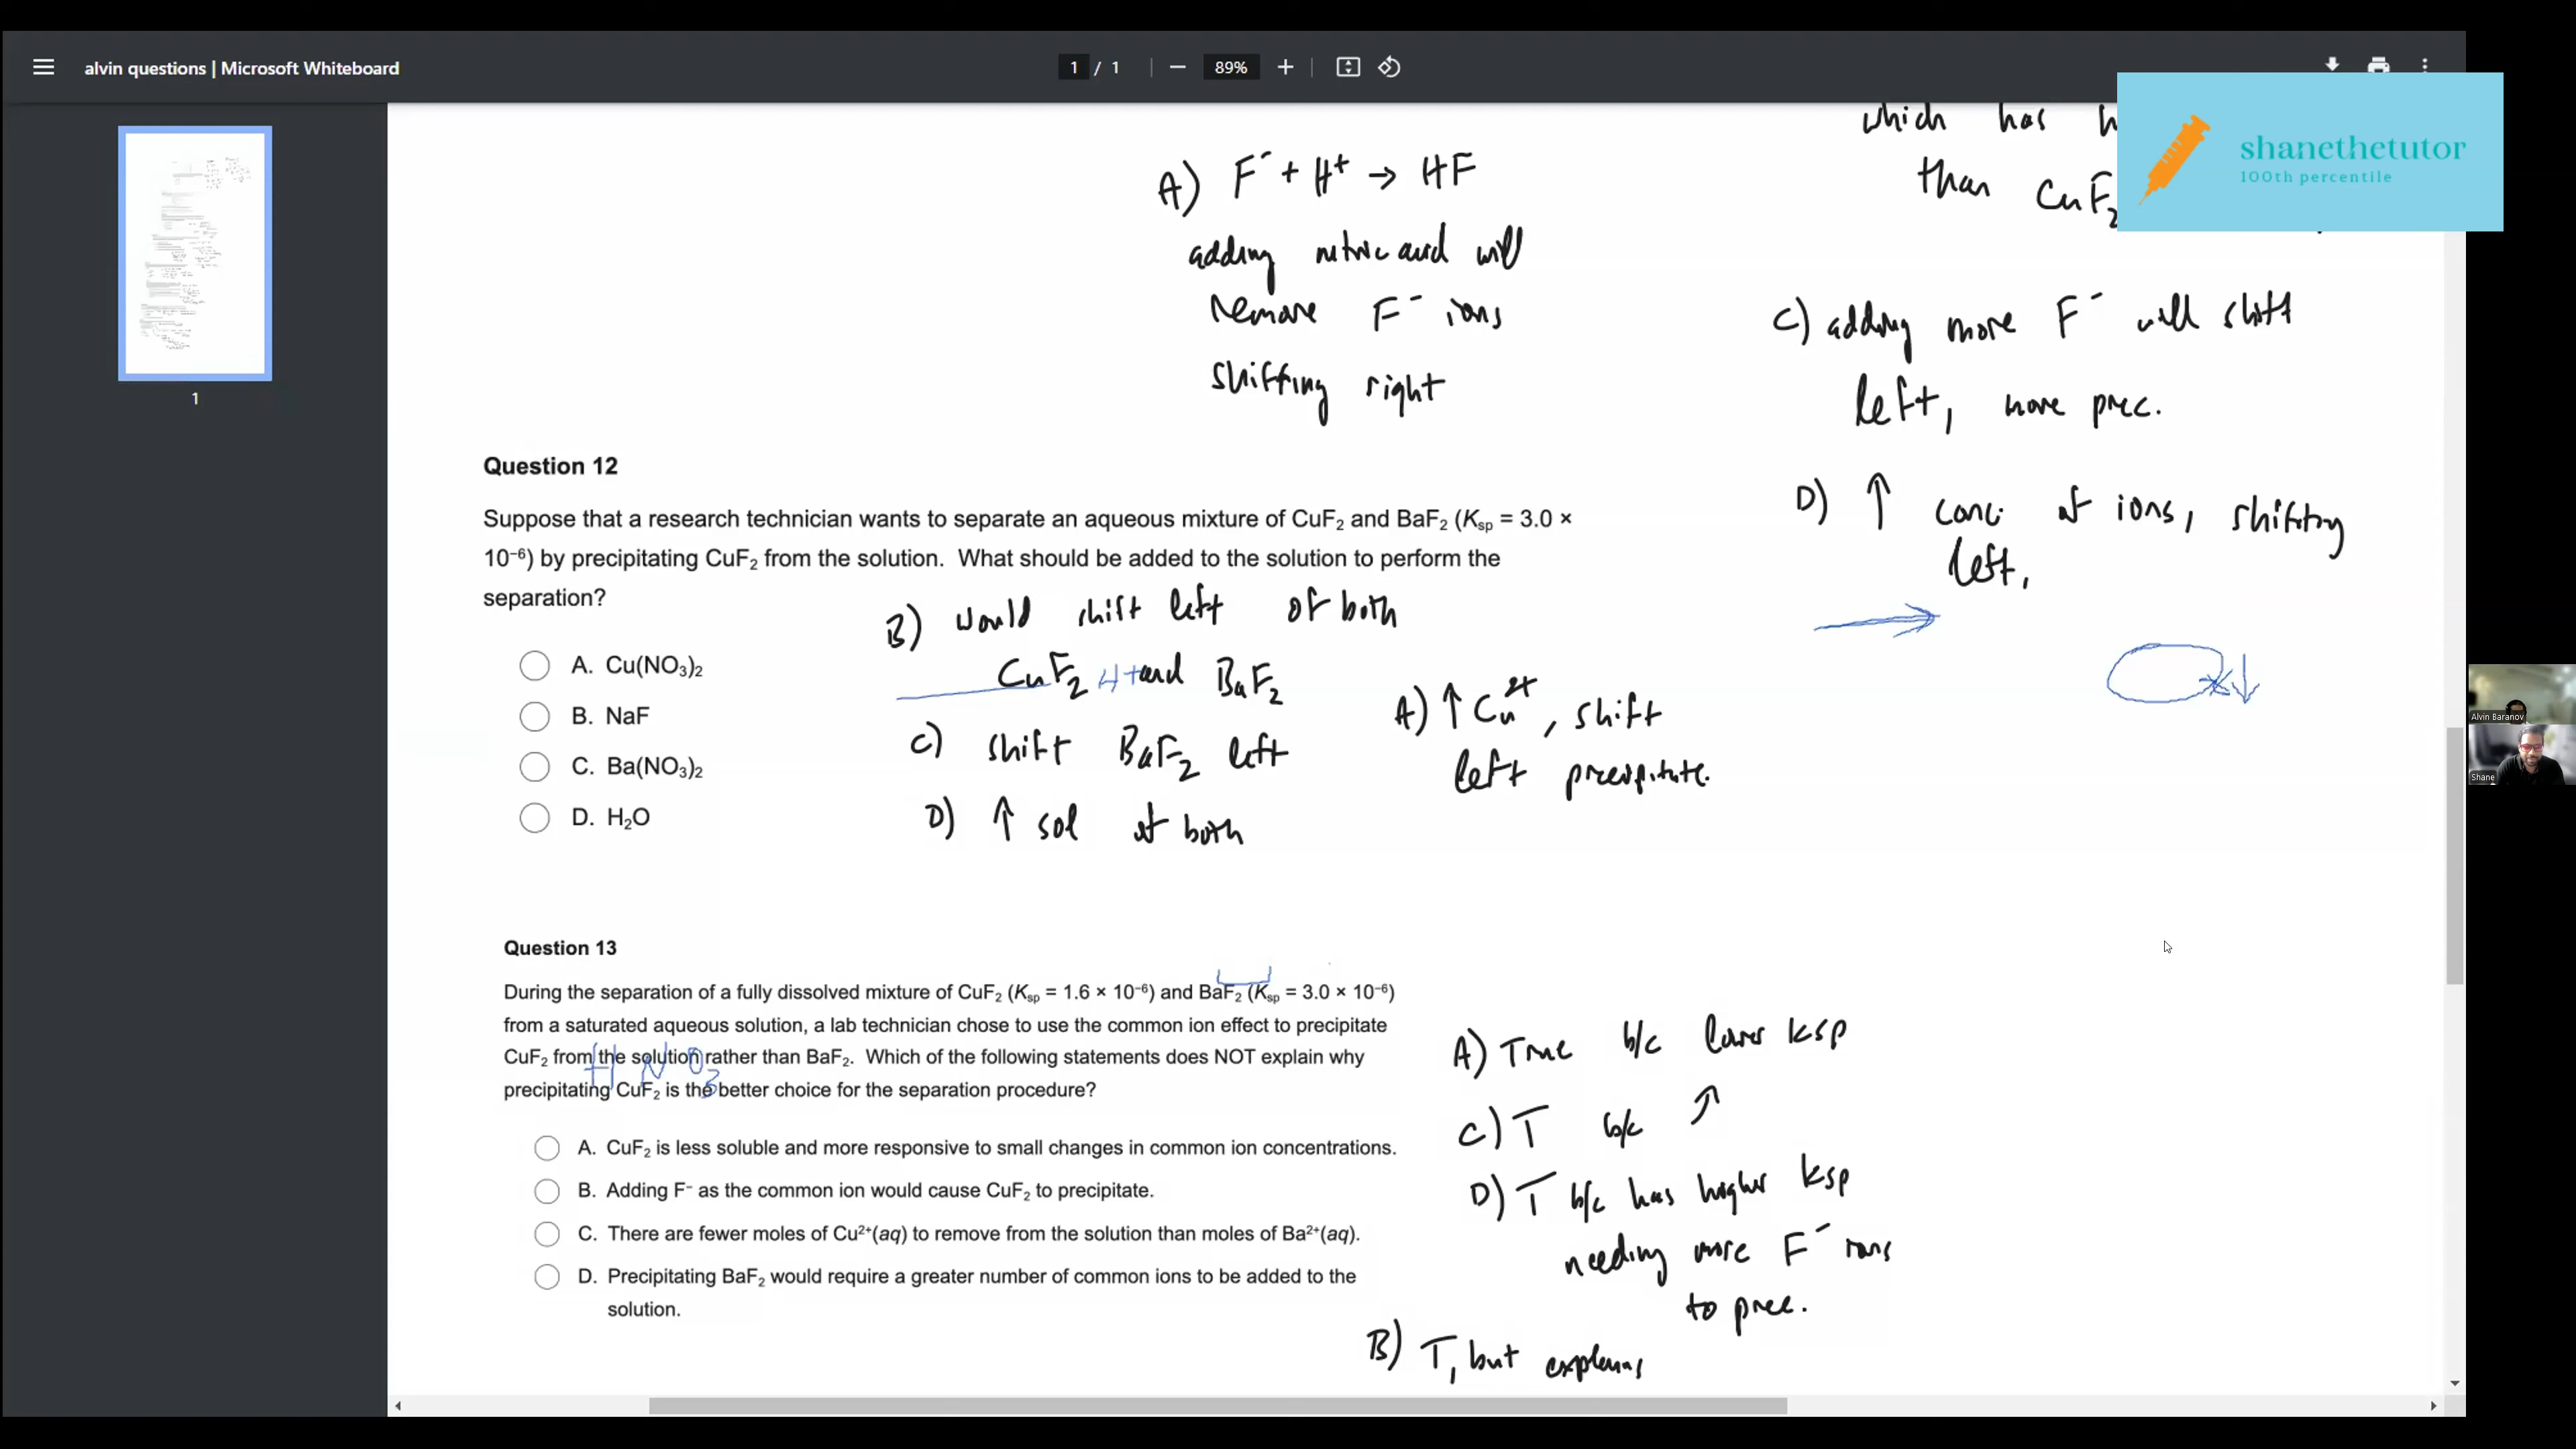 alvin questions | Microsoft Whiteboard
1 / 1
89%
1
shanethetutor
100th percentile
which has h
than CuF2
A) F⁻ + H⁺ → HF
adding nitric acid will
remove F⁻ ions
shifting right
C) adding more F⁻ will shift
left, more prec.
D) ↑ conc of ions, shifting
left,
Question 12
Suppose that a research technician wants to separate an aqueous mixture of CuF₂ and BaF₂ (Kₛₚ = 3.0 ×
10⁻⁶) by precipitating CuF₂ from the solution. What should be added to the solution to perform the
separation?
A. Cu(NO₃)₂
B. NaF
C. Ba(NO₃)₂
D. H₂O
B) would shift left of both
CuF₂ 4+ and BaF₂
C) shift BaF₂ left
D) ↑ sol of both
A) ↑ Cu²⁺, shift
left precipitate.
Alvin Baranov
Shane
Question 13
During the separation of a fully dissolved mixture of CuF₂ (Kₛₚ = 1.6 × 10⁻⁶) and BaF₂ (Kₛₚ = 3.0 × 10⁻⁶)
from a saturated aqueous solution, a lab technician chose to use the common ion effect to precipitate
CuF₂ from the solution rather than BaF₂. Which of the following statements does NOT explain why
precipitating CuF₂ is the better choice for the separation procedure?
H N O₃
A. CuF₂ is less soluble and more responsive to small changes in common ion concentrations.
B. Adding F⁻ as the common ion would cause CuF₂ to precipitate.
C. There are fewer moles of Cu²⁺(aq) to remove from the solution than moles of Ba²⁺(aq).
D. Precipitating BaF₂ would require a greater number of common ions to be added to the
solution.
A) True b/c lower ksp
C) T b/c ↗
D) T b/c has higher ksp
needing more F⁻ ions
to prec.
B) T, but explains